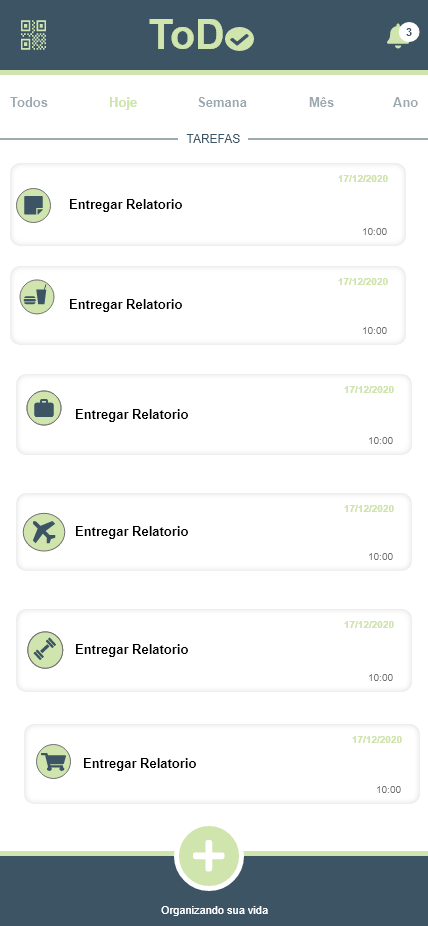 ToDo
3
Todos Hoje Semana Mês Ano
TAREFAS
17/12/2020
Entregar Relatorio
10:00
17/12/2020
Entregar Relatorio
10:00
17/12/2020
Entregar Relatorio
10:00
17/12/2020
Entregar Relatorio
10:00
17/12/2020
Entregar Relatorio
10:00
17/12/2020
Entregar Relatorio
10:00
Organizando sua vida